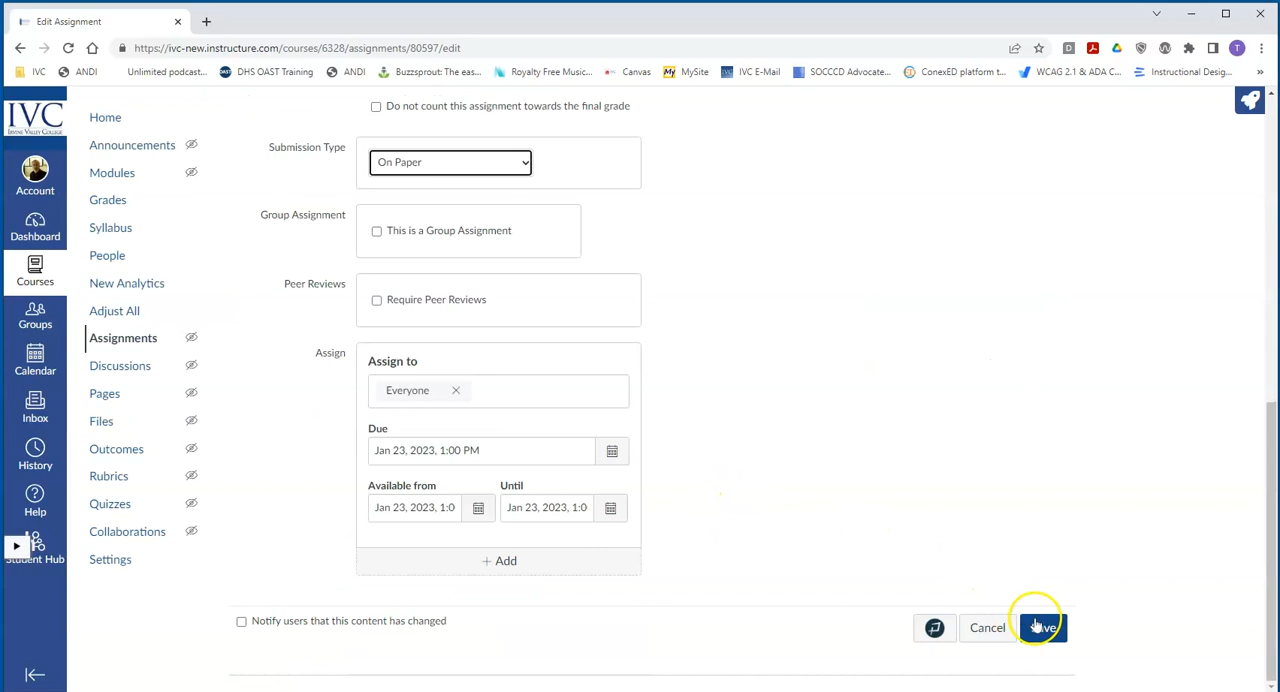 Edit Assignment
https://ivc-new.instructure.com/courses/6328/assignments/80597/edit
D
T
IVC
ANDI
Unlimited podcast...
DHS OAST Training
ANDI
Buzzsprout: The eas...
Royalty Free Music...
Canvas
My
MySite
IVC E-Mail
SOCCCD Advocate...
ConexED platform t...
WCAG 2.1 & ADA C...
Instructional Desig...
IVC
IRVINE VALLEY COLLEGE
Account
Dashboard
Courses
Groups
Calendar
Inbox
History
Help
Student Hub
Home
Announcements
Modules
Grades
Syllabus
People
New Analytics
Adjust All
Assignments
Discussions
Pages
Files
Outcomes
Rubrics
Quizzes
Collaborations
Settings
Do not count this assignment towards the final grade
Submission Type
On Paper
Group Assignment
This is a Group Assignment
Peer Reviews
Require Peer Reviews
Assign
Assign to
Everyone
Due
Jan 23, 2023, 1:00 PM
Available from
Until
Jan 23, 2023, 1:0
Jan 23, 2023, 1:0
+ Add
Notify users that this content has changed
Cancel
Save